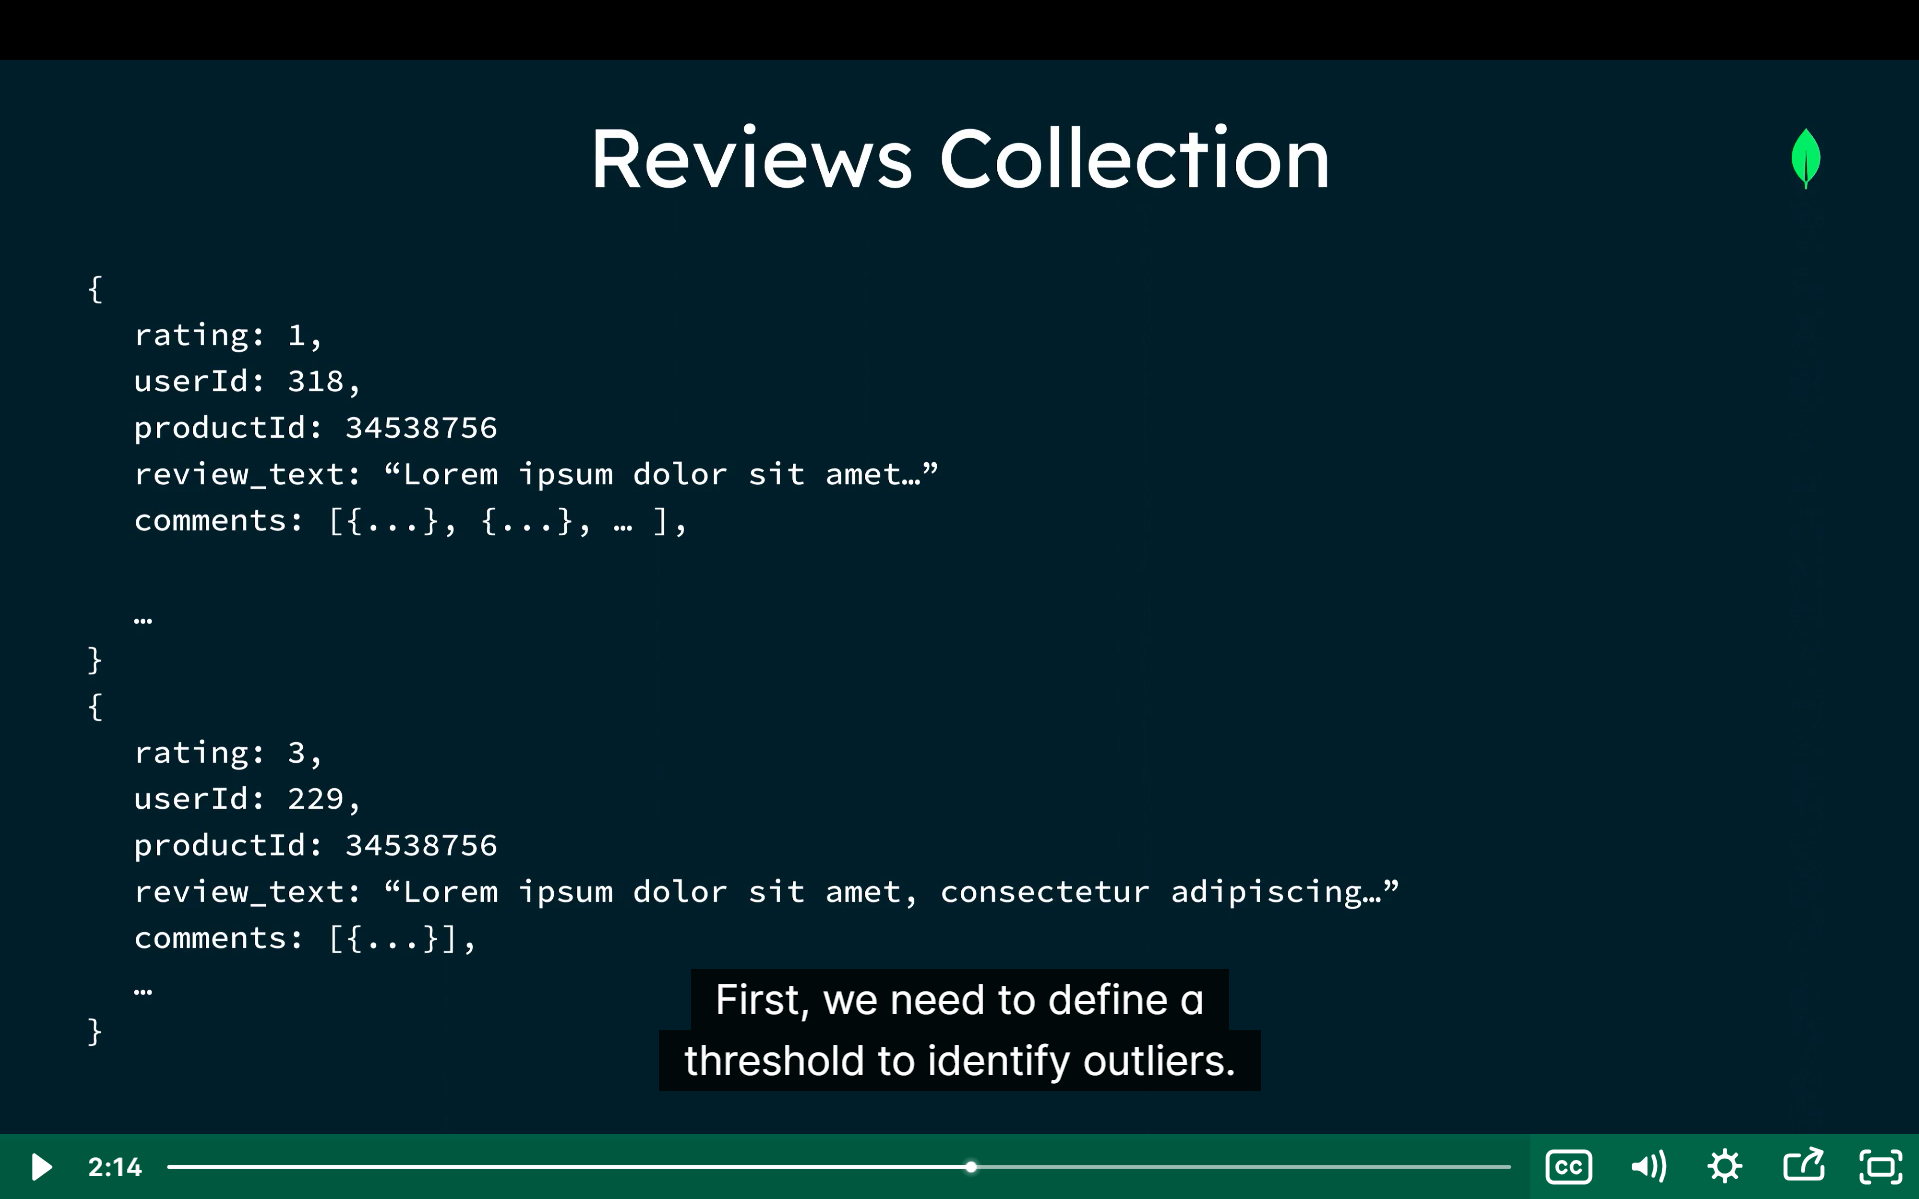 Reviews Collection
{
rating: 1,
userId: 318,
productId: 34538756
review_text: “Lorem ipsum dolor sit amet…”
comments: [{...}, {...}, … ],
…
}
{
rating: 3,
userId: 229,
productId: 34538756
review_text: “Lorem ipsum dolor sit amet, consectetur adipiscing…”
comments: [{...}],
…
}
First, we need to define a
threshold to identify outliers.
2:14
CC